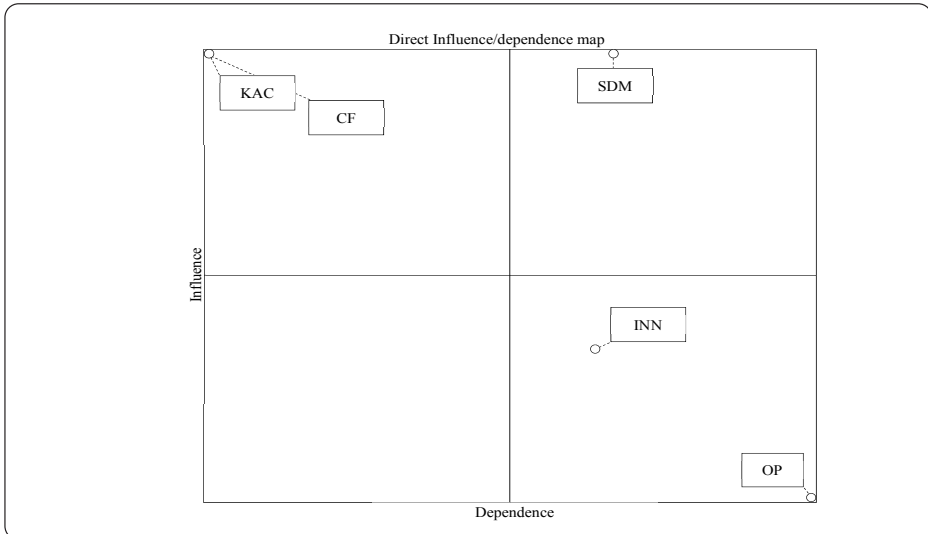 Direct Influence/dependence map
KAC
SDM
CF
Influence
INN
OP
Dependence